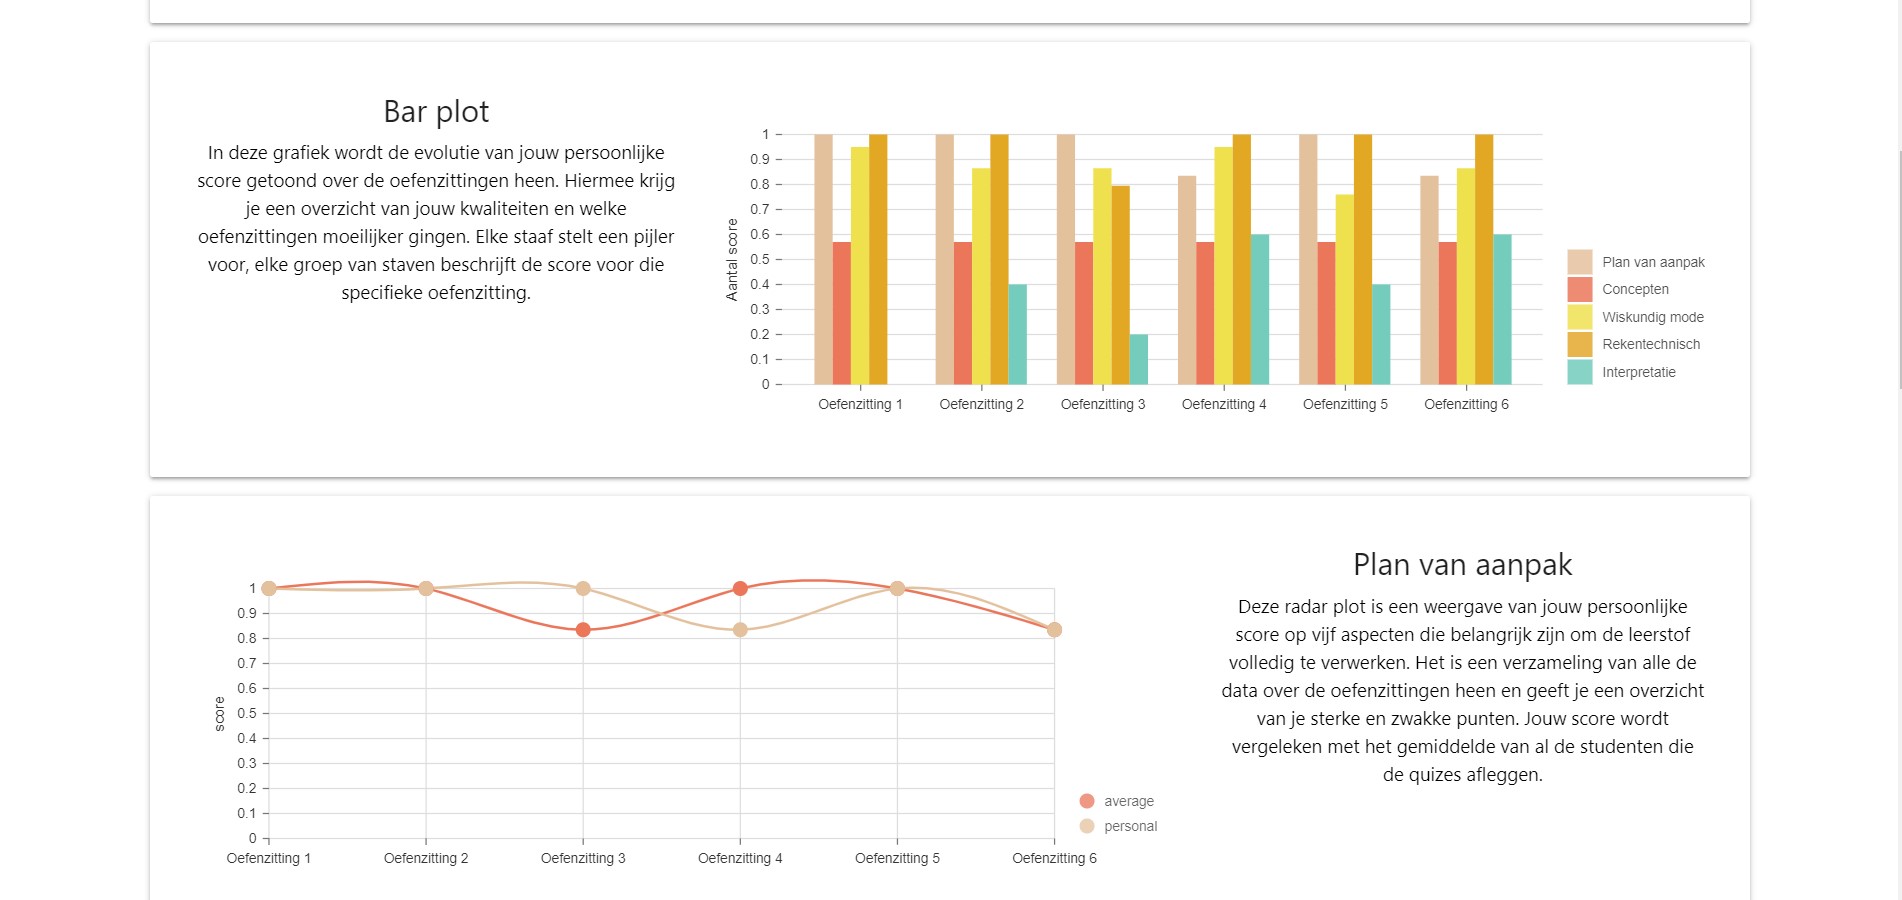 Bar plot
In deze grafiek wordt de evolutie van jouw persoonlijke
score getoond over de oefenzittingen heen. Hiermee krijg
je een overzicht van jouw kwaliteiten en welke
oefenzittingen moeilijker gingen. Elke staaf stelt een pijler
voor, elke groep van staven beschrijft de score voor die
specifieke oefenzitting.
Aantal score
1
0.9
0.8
0.7
0.6
0.5
0.4
0.3
0.2
0.1
0
Oefenzitting 1
Oefenzitting 2
Oefenzitting 3
Oefenzitting 4
Oefenzitting 5
Oefenzitting 6
Plan van aanpak
Concepten
Wiskundig mode
Rekentechnisch
Interpretatie
score
1
0.9
0.8
0.7
0.6
0.5
0.4
0.3
0.2
0.1
0
Oefenzitting 1
Oefenzitting 2
Oefenzitting 3
Oefenzitting 4
Oefenzitting 5
Oefenzitting 6
average
personal
Plan van aanpak
Deze radar plot is een weergave van jouw persoonlijke
score op vijf aspecten die belangrijk zijn om de leerstof
volledig te verwerken. Het is een verzameling van alle de
data over de oefenzittingen heen en geeft je een overzicht
van je sterke en zwakke punten. Jouw score wordt
vergeleken met het gemiddelde van al de studenten die
de quizes afleggen.